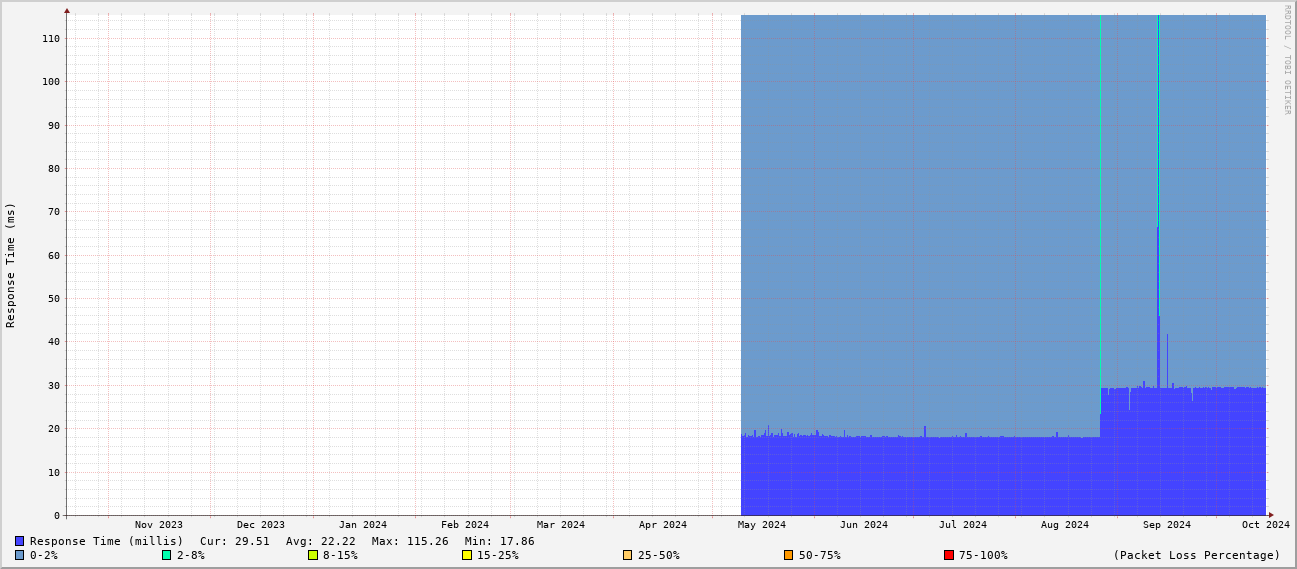 RRDTOOL / TOBI OETIKER
Response Time (ms)
110
100
90
80
70
60
50
40
30
20
10
0
Nov 2023 Dec 2023 Jan 2024 Feb 2024 Mar 2024 Apr 2024 May 2024 Jun 2024 Jul 2024 Aug 2024 Sep 2024 Oct 2024
Response Time (millis) Cur: 29.51 Avg: 22.22 Max: 115.26 Min: 17.86
0-2% 2-8% 8-15% 15-25% 25-50% 50-75% 75-100% (Packet Loss Percentage)